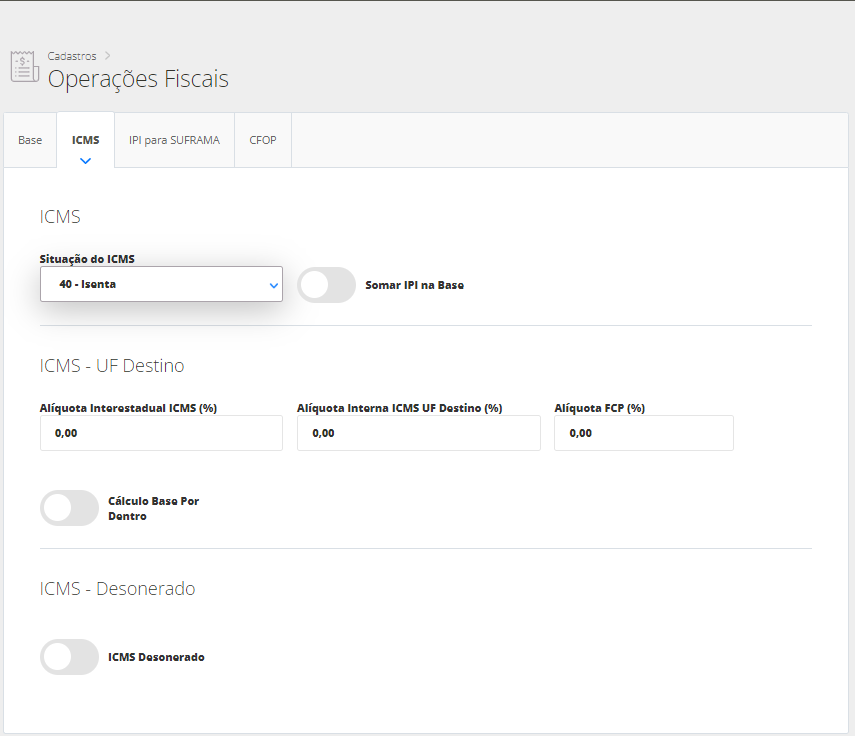 Cadastros
Operações Fiscais
Base ICMS IPI para SUFRAMA CFOP
ICMS
Situação do ICMS
40 - Isenta Somar IPI na Base
ICMS - UF Destino
Alíquota Interestadual ICMS (%) Alíquota Interna ICMS UF Destino (%) Alíquota FCP (%)
0,00 0,00 0,00
Cálculo Base Por
Dentro
ICMS - Desonerado
ICMS Desonerado